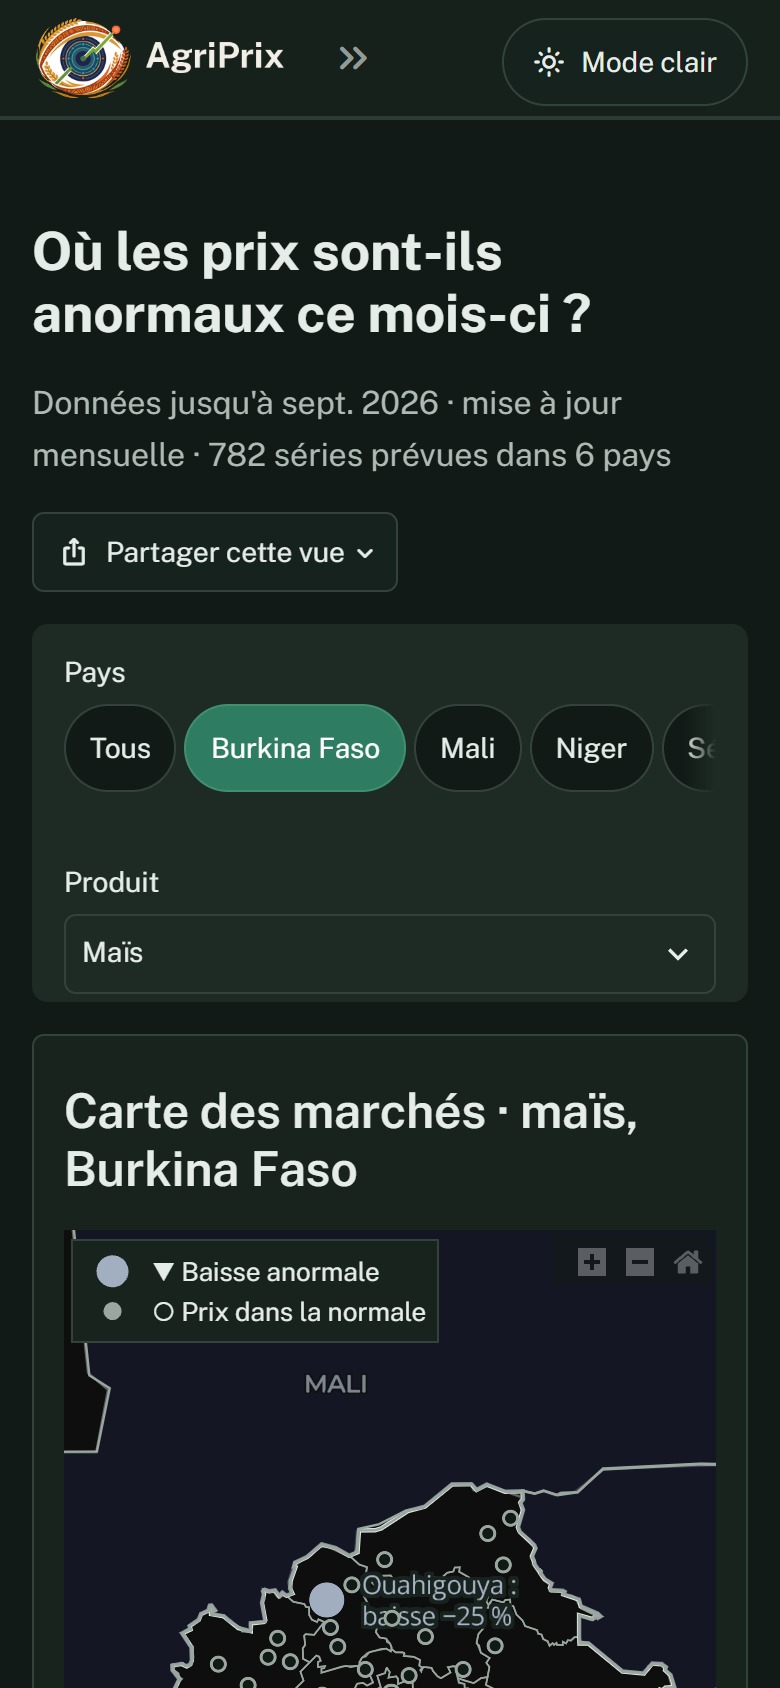 AgriPrix
Mode clair
Où les prix sont-ils
anormaux ce mois-ci ?
Données jusqu'à sept. 2026 · mise à jour
mensuelle · 782 séries prévues dans 6 pays
Partager cette vue
Pays
Tous
Burkina Faso
Mali
Niger
Sé
Produit
Maïs
Carte des marchés · maïs,
Burkina Faso
▼ Baisse anormale
○ Prix dans la normale
MALI
Ouahigouya :
baisse −25 %